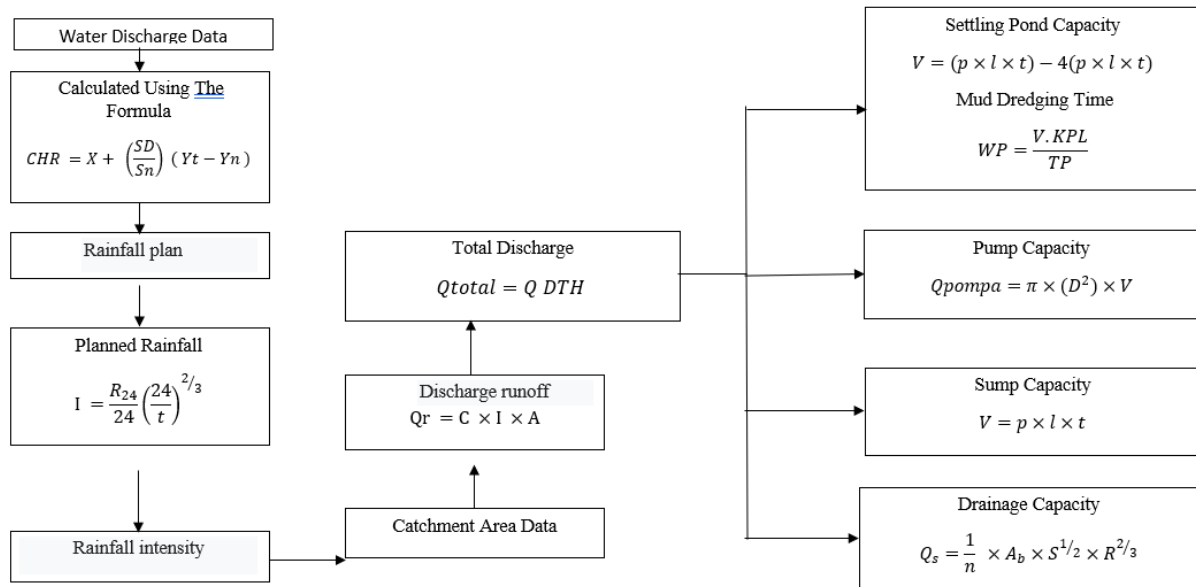 Water Discharge Data
Calculated Using The
Formula
CHR = X + (SD/Sn) ( Yt − Yn )
Rainfall plan
Planned Rainfall
I = R₂₄/24 (24/t)^2/3
Rainfall intensity
Catchment Area Data
Discharge runoff
Qr = C × I × A
Total Discharge
Qtotal = Q DTH
Settling Pond Capacity
V = (p × l × t) − 4(p × l × t)
Mud Dredging Time
WP = V.KPL/TP
Pump Capacity
Qpompa = π × (D²) × V
Sump Capacity
V = p × l × t
Drainage Capacity
Qₛ = 1/n × A_b × S^1/2 × R^2/3